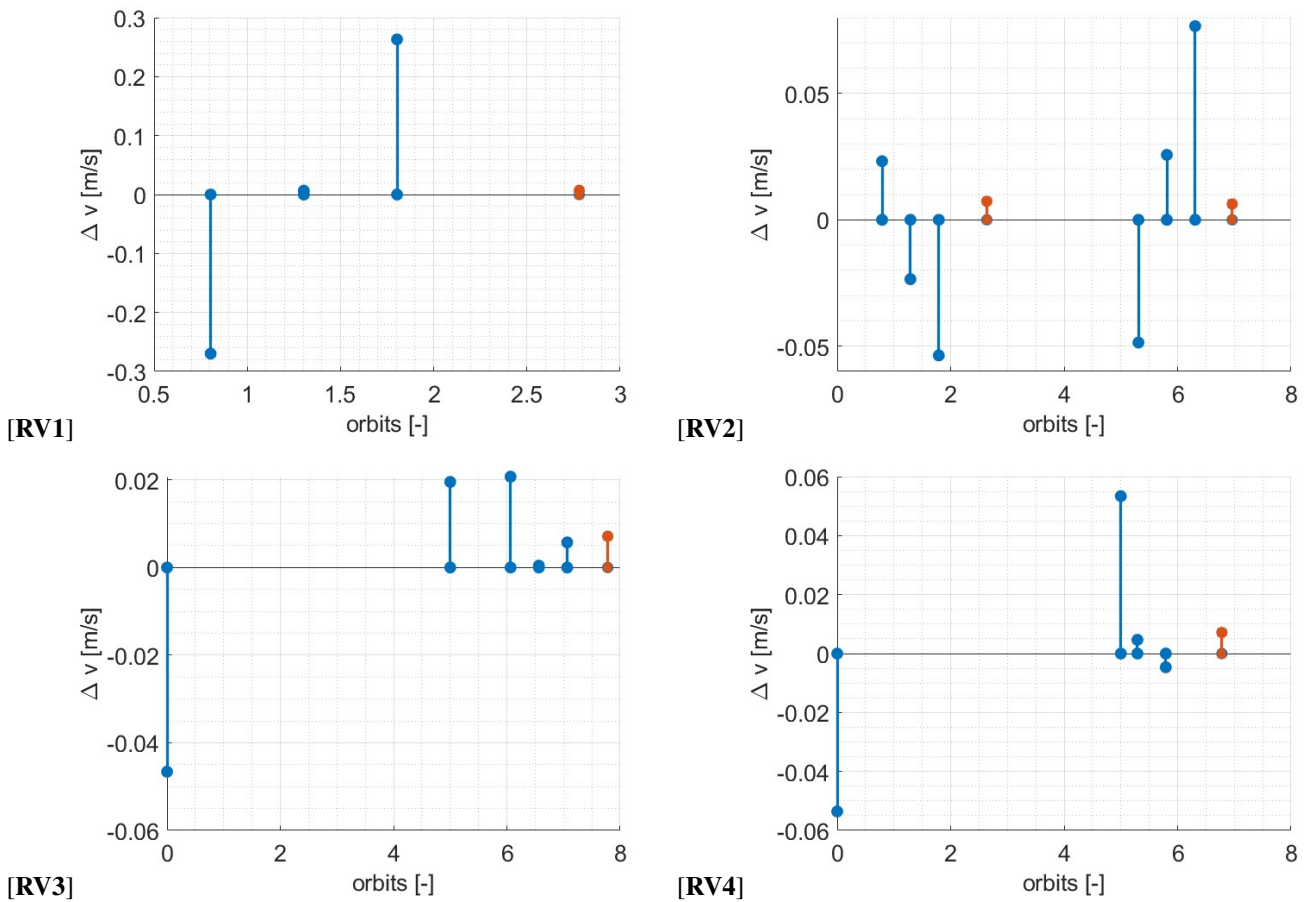 0.3
0.2
0.1
0
-0.1
-0.2
-0.3
Δ v [m/s]
0.5 1 1.5 2 2.5 3
orbits [-]
[RV1]
0.05
0
-0.05
Δ v [m/s]
0 2 4 6 8
orbits [-]
[RV2]
0.02
0
-0.02
-0.04
-0.06
Δ v [m/s]
0 2 4 6 8
orbits [-]
[RV3]
0.06
0.04
0.02
0
-0.02
-0.04
-0.06
Δ v [m/s]
0 2 4 6 8
orbits [-]
[RV4]